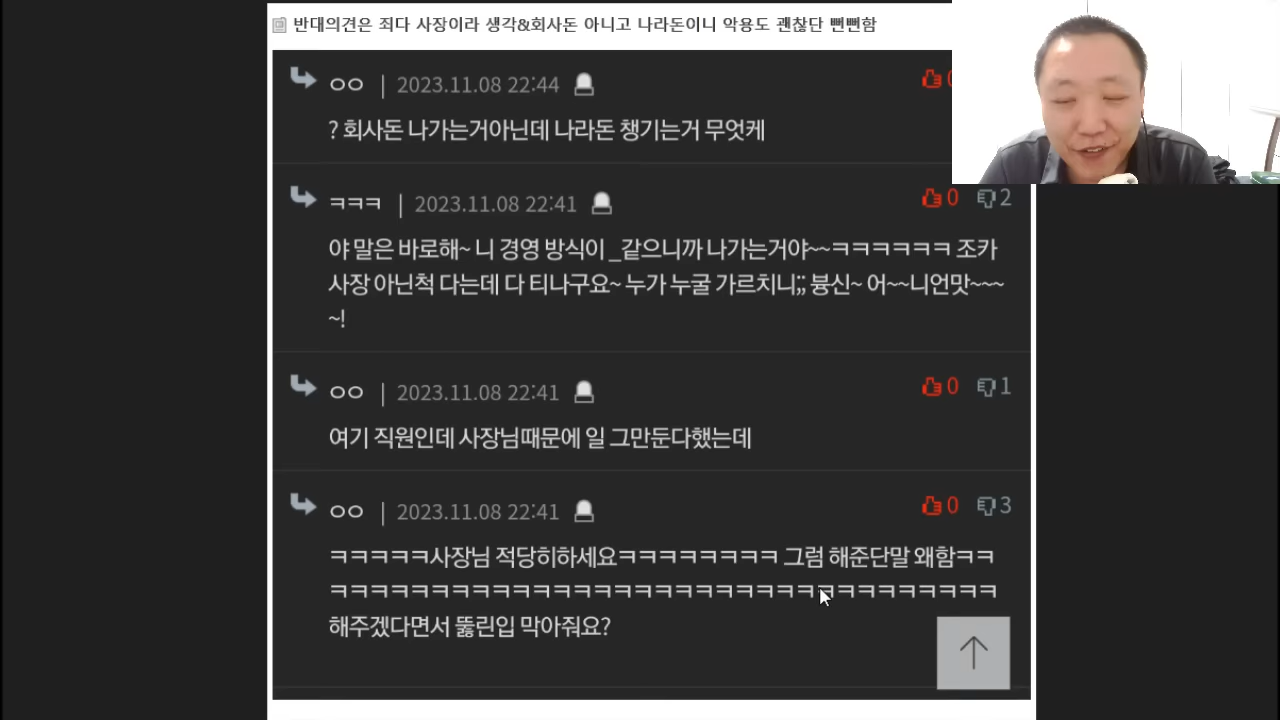 반대의견은 죄다 사장이라 생각&회사돈 아니고 나라돈이니 악용도 괜찮단 뻔뻔함
ㅇㅇ | 2023.11.08 22:44
? 회사돈 나가는거아닌데 나라돈 챙기는거 무엇케
ㅋㅋㅋ | 2023.11.08 22:41 0 2
야 말은 바로해~ 니 경영 방식이 _같으니까 나가는거야~~ㅋㅋㅋㅋㅋㅋ 조카
사장 아닌척 다는데 다 티나구요~ 누가 누굴 가르치니;; 븅신~ 어~~니언맛~~~
~!
ㅇㅇ | 2023.11.08 22:41 0 1
여기 직원인데 사장님때문에 일 그만둔다했는데
ㅇㅇ | 2023.11.08 22:41 0 3
ㅋㅋㅋㅋㅋ사장님 적당히하세요ㅋㅋㅋㅋㅋㅋㅋㅋ 그럼 해준단말 왜함ㅋㅋ
ㅋㅋㅋㅋㅋㅋㅋㅋㅋㅋㅋㅋㅋㅋㅋㅋㅋㅋㅋㅋㅋㅋㅋㅋㅋㅋㅋㅋㅋㅋㅋㅋㅋ
해주겠다면서 뚫린입 막아줘요?